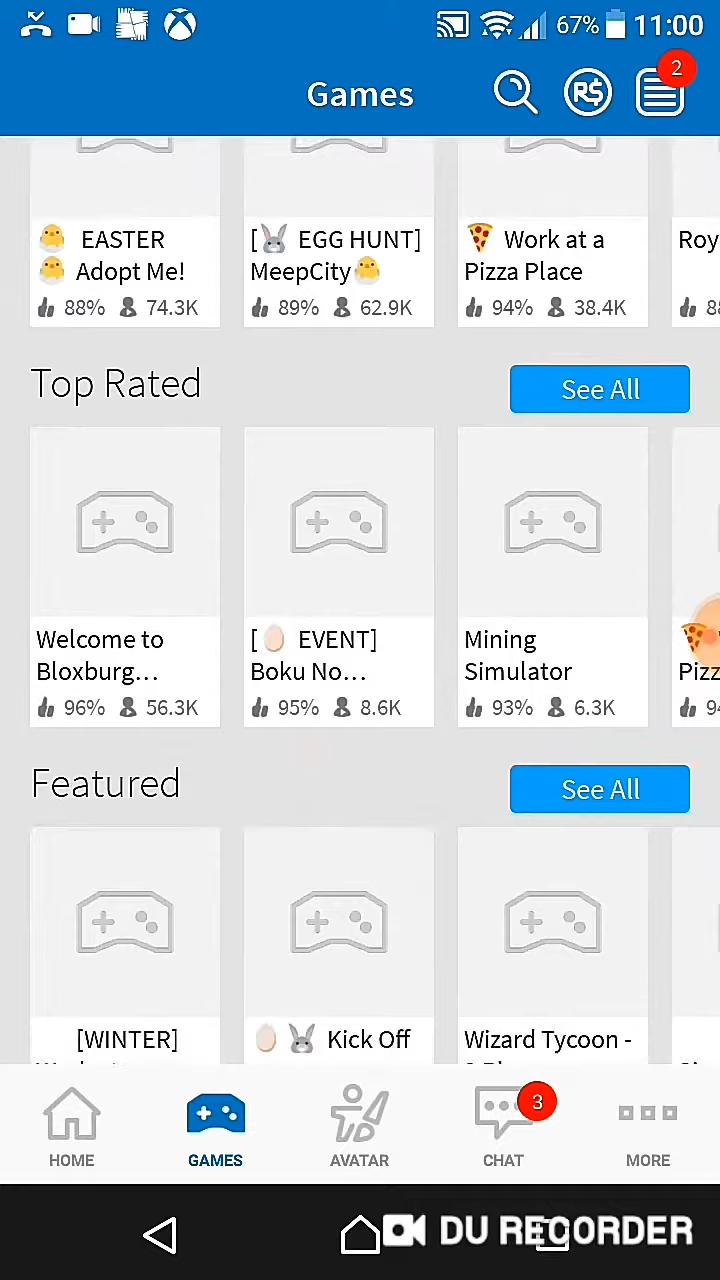 67% 11:00
Games R$ 2
EASTER [ EGG HUNT] Work at a Roy
Adopt Me! MeepCity Pizza Place
88% 74.3K 89% 62.9K 94% 38.4K 88
Top Rated See All
Welcome to [ EVENT] Mining
Bloxburg... Boku No... Simulator Pizz
96% 56.3K 95% 8.6K 93% 6.3K 94
Featured See All
[WINTER] Kick Off Wizard Tycoon -
3
HOME GAMES AVATAR CHAT MORE
DU RECORDER